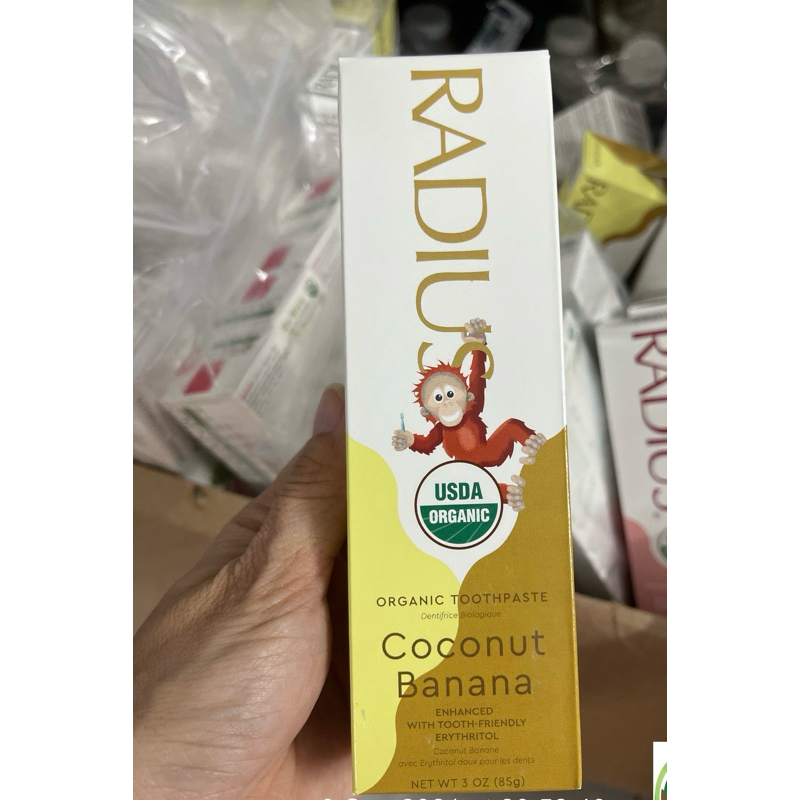 RADIUS
USDA
ORGANIC
ORGANIC TOOTHPASTE
Dentifrice Biologique
Coconut
Banana
ENHANCED
WITH TOOTH-FRIENDLY
ERYTHRITOL
Coconut Banane
avec Erythritol doux pour les dents
NET WT 3 OZ (85g)
RADIUS